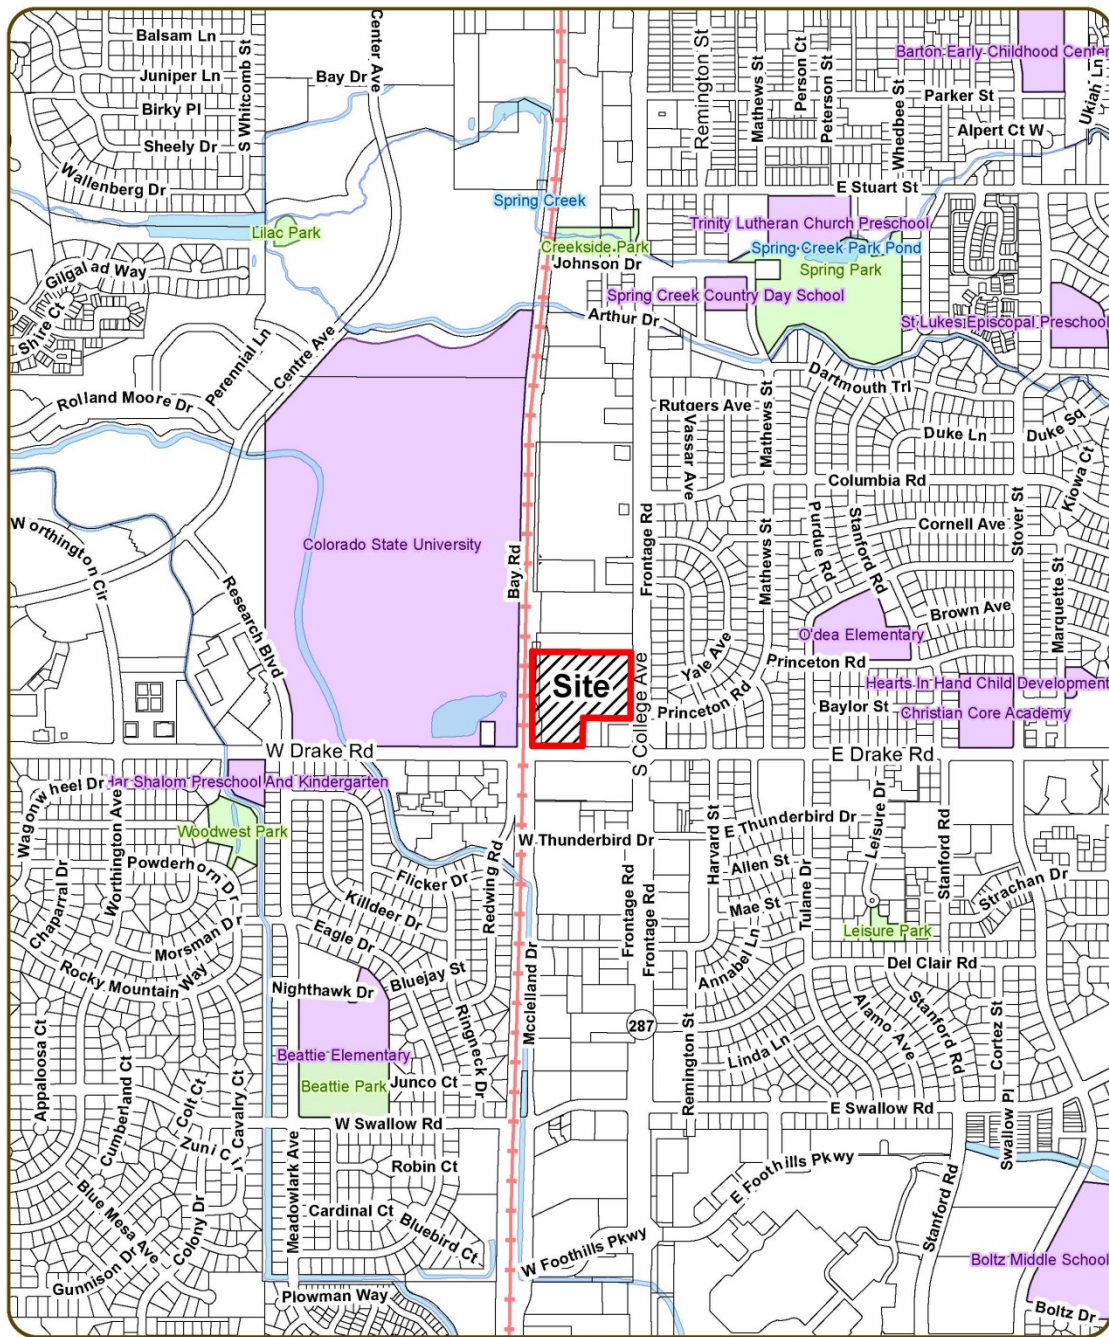 Balsam Ln
Juniper Ln
Birky Pl
Sheely Dr
Wallenberg Dr
S Whitcomb St
Bay Dr
Center Ave
Remington St
Mathews St
Person Ct
Peterson St
Whedbee St
Barton Early Childhood Center
Parker St
Alpert Ct W
Ukiah Ln
E Stuart St
Spring Creek
Lilac Park
Creekside Park
Johnson Dr
Trinity Lutheran Church Preschool
Spring Creek Park Pond
Spring Park
Spring Creek Country Day School
Arthur Dr
St Lukes Episcopal Preschool
Gilgalad Way
Shire Ct
Perennial Ln
Centre Ave
Rolland Moore Dr
Dartmouth Trl
Rutgers Ave
Vassar Ave
Mathews St
Duke Ln
Duke Sq
Columbia Rd
Kiowa Ct
Cornell Ave
Stover St
Purdue Rd
Stanford Rd
Worthington Cir
Research Blvd
Colorado State University
Bay Rd
Frontage Rd
Mathews St
Brown Ave
Marquette St
O'dea Elementary
Princeton Rd
Yale Ave
Site
S College Ave
Princeton Rd
Hearts In Hand Child Development
Baylor St
Christian Core Academy
W Drake Rd
E Drake Rd
Har Shalom Preschool And Kindergarten
Wagonwheel Dr
Worthington Ave
Woodwest Park
Powderhorn Dr
Chaparral Dr
Morsman Dr
Rocky Mountain Way
W Thunderbird Dr
E Thunderbird Dr
Harvard St
Leisure Dr
Stanford Rd
Allen St
Strachan Dr
Mae St
Tulane Dr
Flicker Dr
Redwing Rd
Killdeer Dr
Eagle Dr
Bluejay St
Frontage Rd
Frontage Rd
Annabel Ln
Leisure Park
Del Clair Rd
Nighthawk Dr
Ringneck Dr
Mcclelland Dr
287
Remington St
Linda Ln
Alamo Ave
Stanford Rd
Cortez St
Beattie Elementary
Beattie Park
Junco Ct
Appaloosa Ct
Cumberland Ct
Colt Ct
Cavalry Ct
Zuni Cir
W Swallow Rd
E Swallow Rd
Swallow Pl
Robin Ct
Meadowlark Ave
E Foothills Pkwy
Blue Mesa Ave
Colony Dr
Cardinal Ct
Bluebird Ct
Stanford Rd
W Foothills Pkwy
Gunnison Dr
Plowman Way
Boltz Middle School
Boltz Dr